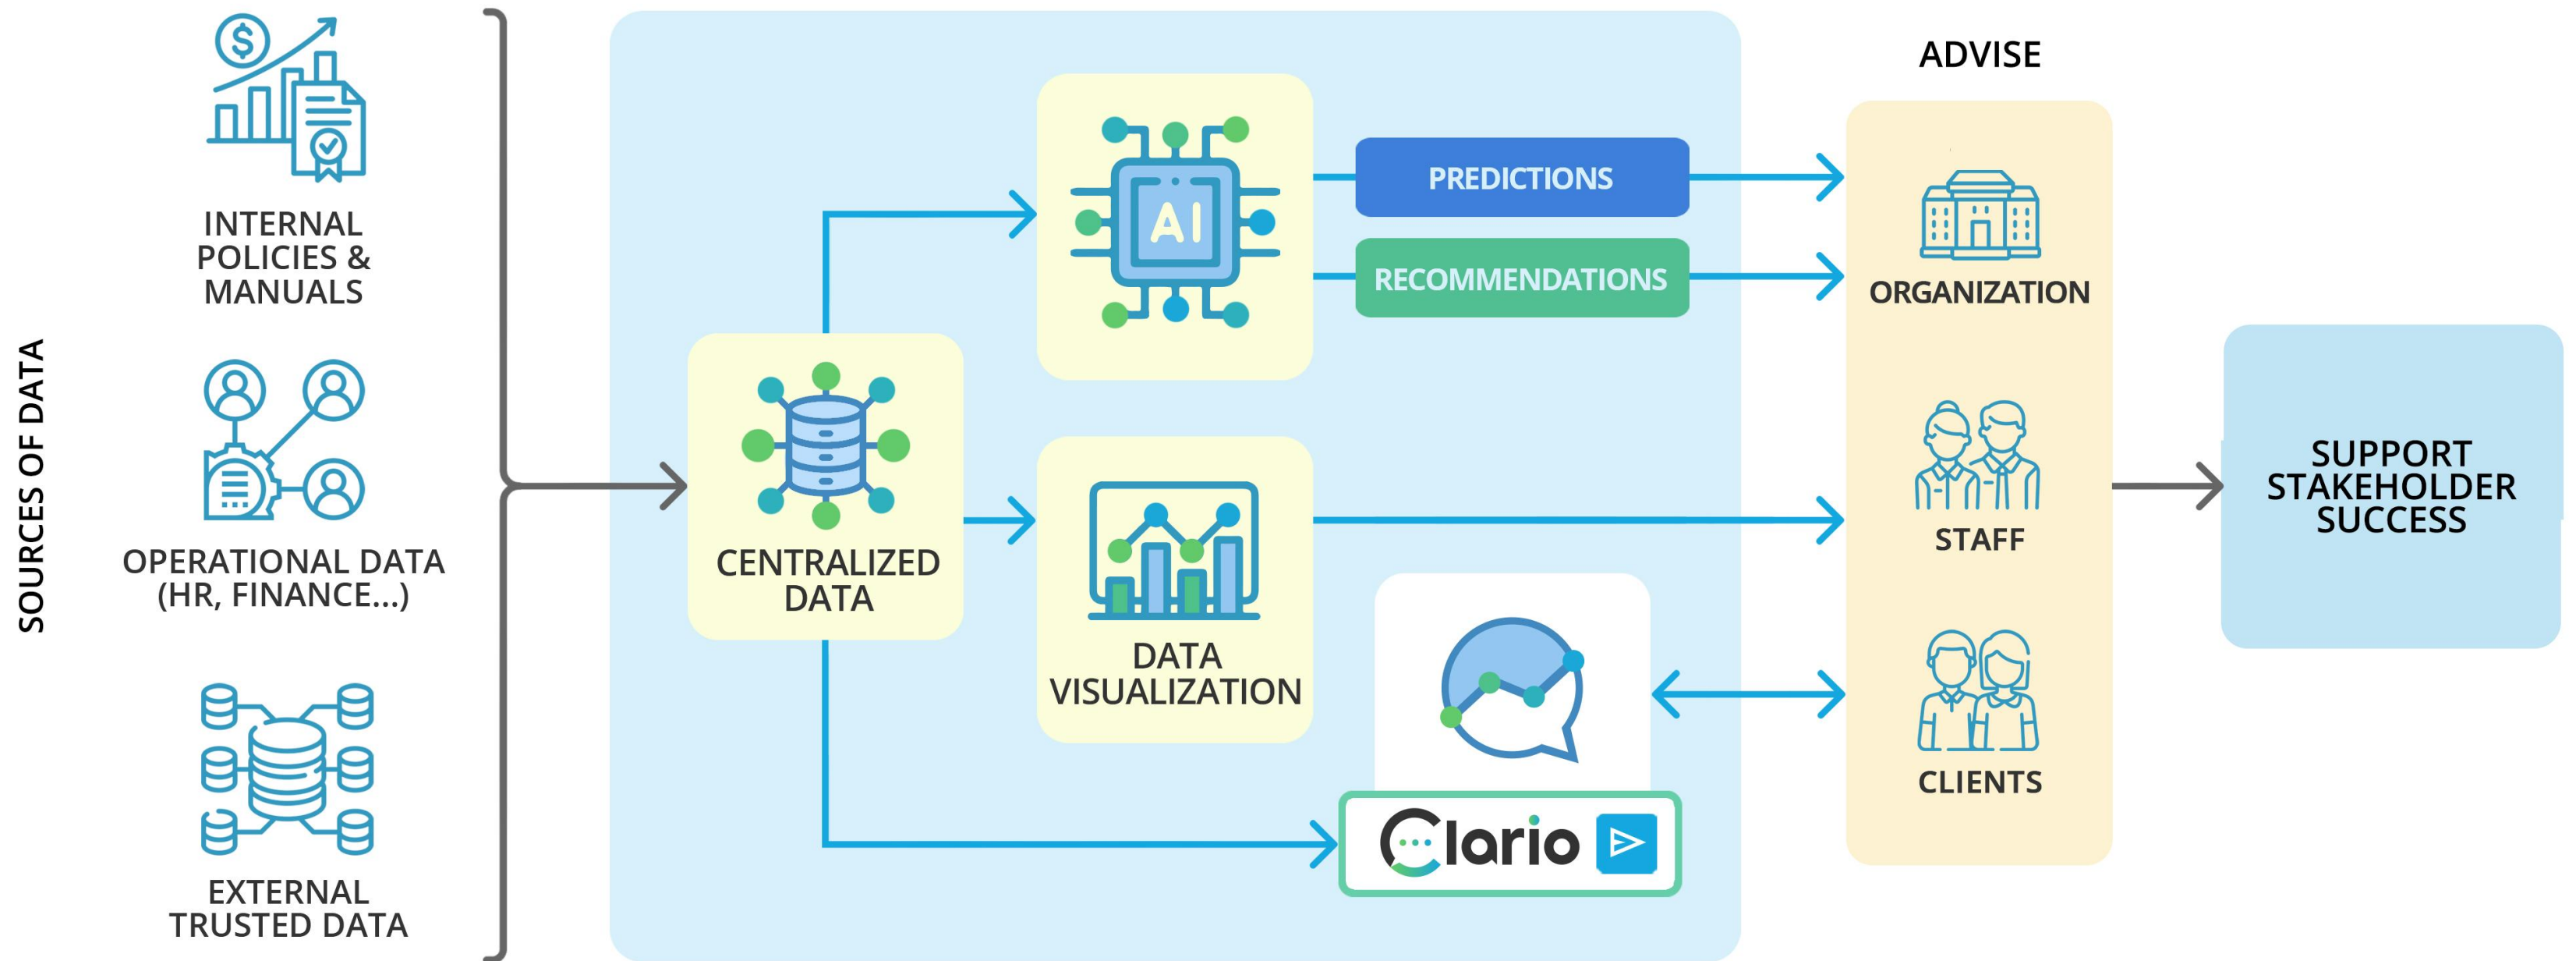 SOURCES OF DATA
INTERNAL
POLICIES &
MANUALS
OPERATIONAL DATA
(HR, FINANCE...)
EXTERNAL
TRUSTED DATA
CENTRALIZED
DATA
AI
PREDICTIONS
RECOMMENDATIONS
DATA
VISUALIZATION
Clario
ADVISE
ORGANIZATION
STAFF
CLIENTS
SUPPORT
STAKEHOLDER
SUCCESS